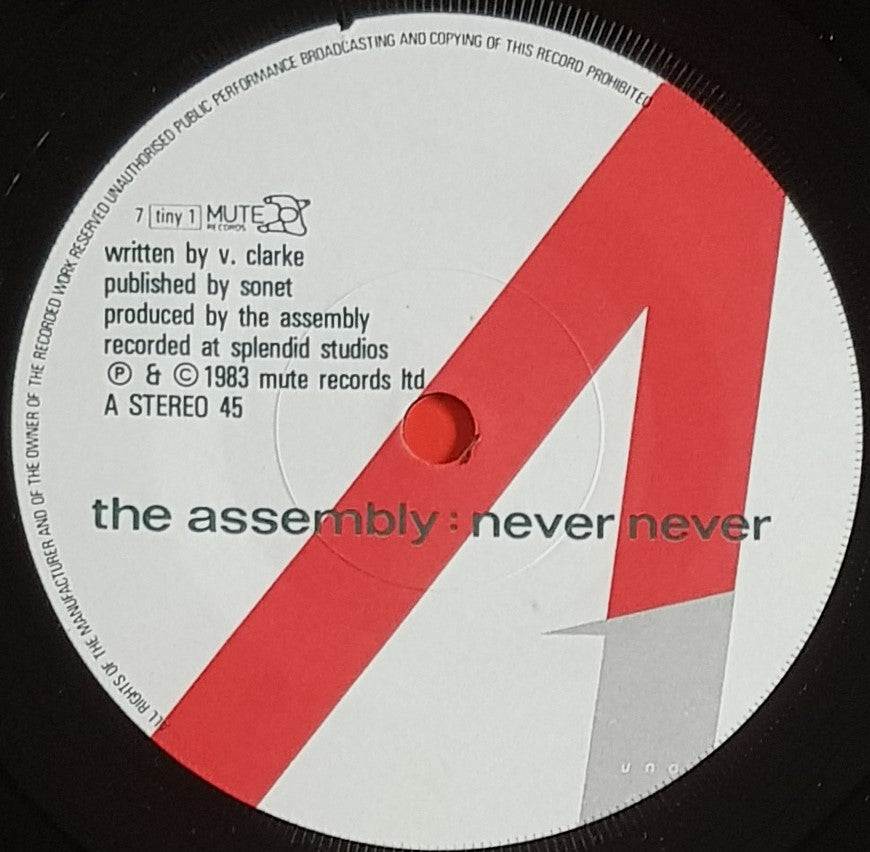 ALL RIGHTS OF THE MANUFACTURER AND OF THE OWNER OF THE RECORDED WORK RESERVED UNAUTHORISED PUBLIC PERFORMANCE BROADCASTING AND COPYING OF THIS RECORD PROHIBITED
7 tiny 1 MUTE RECORDS
written by v. clarke
published by sonet
produced by the assembly
recorded at splendid studios
Ⓟ & © 1983 mute records ltd
A STEREO 45
the assembly : never never
uno